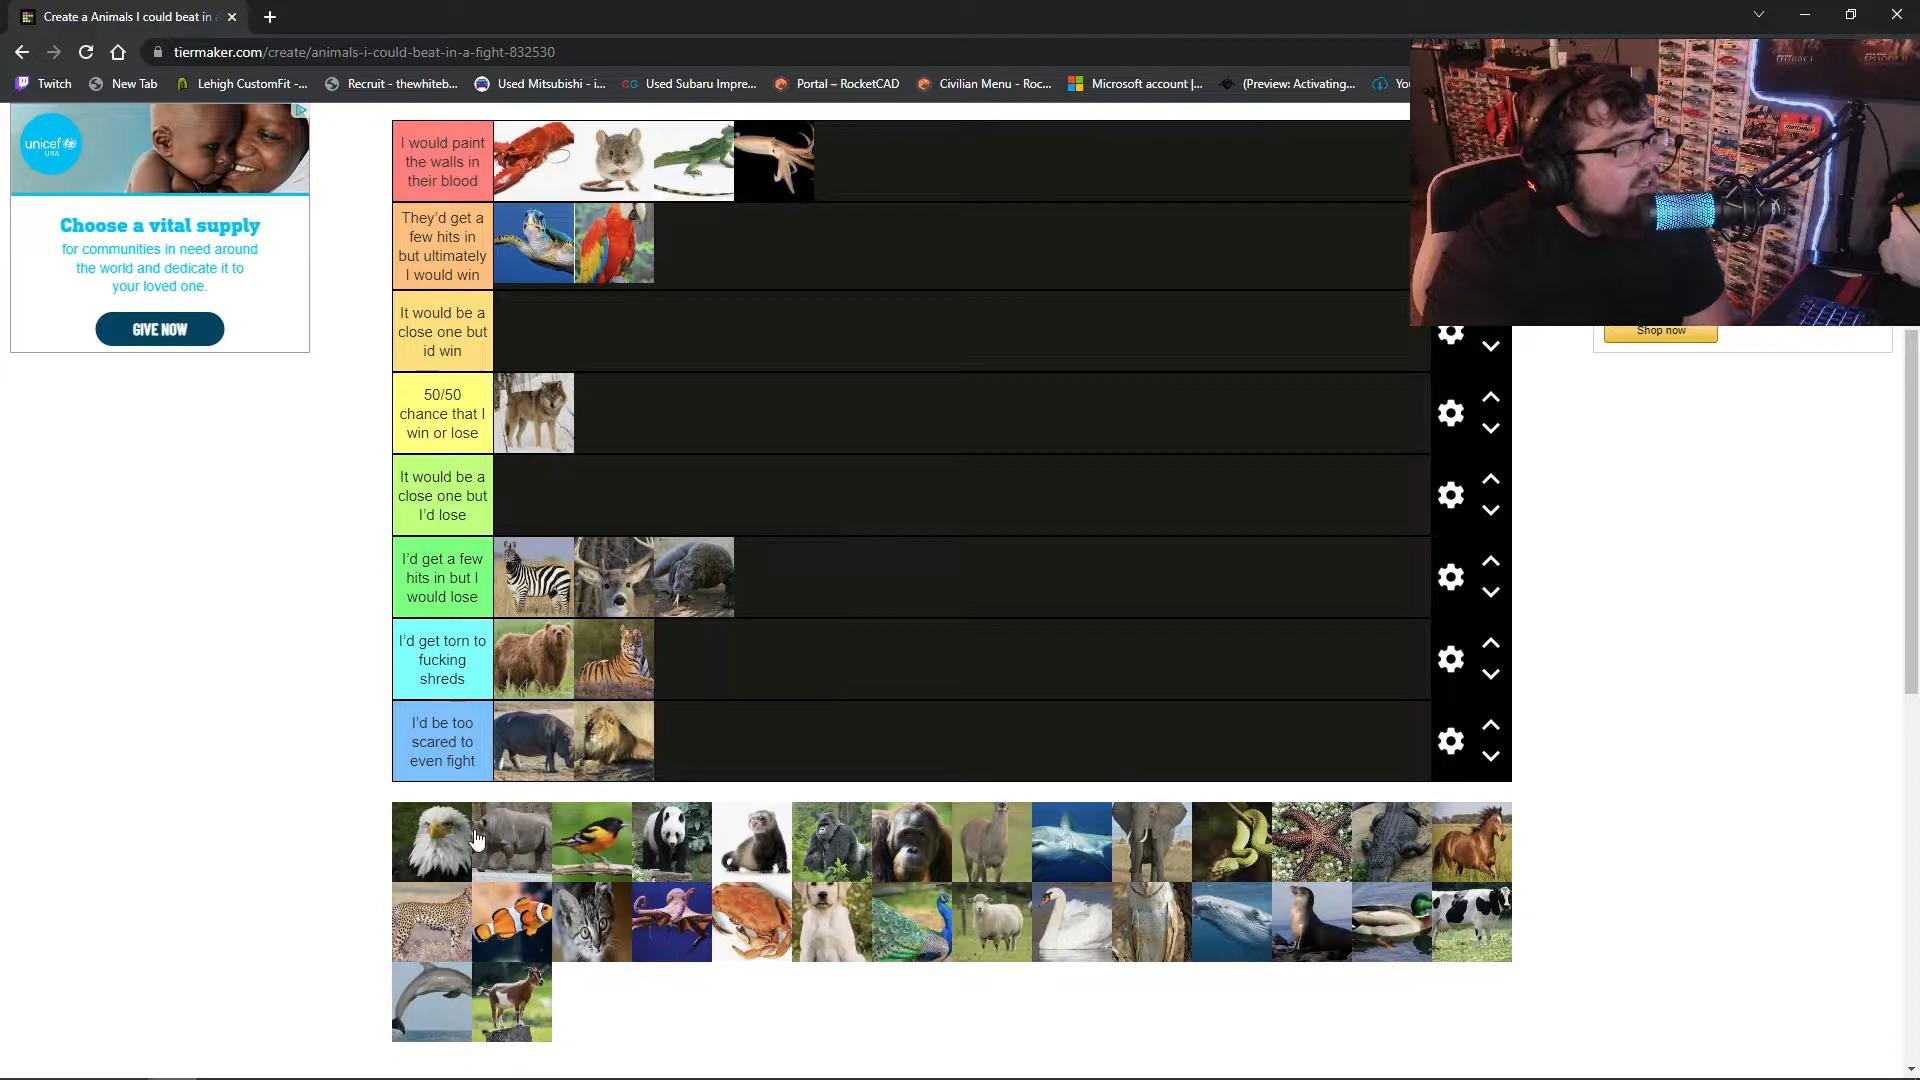 Create a Animals I could beat in a
tiermaker.com/create/animals-i-could-beat-in-a-fight-832530
Twitch
New Tab
Lehigh CustomFit -...
Recruit - thewhiteb...
Used Mitsubishi - i...
CG
Used Subaru Impre...
Portal – RocketCAD
Civilian Menu - Roc...
Microsoft account |...
(Preview: Activating...
unicef
USA
Choose a vital supply
for communities in need around
the world and dedicate it to
your loved one.
GIVE NOW
I would paint
the walls in
their blood
They'd get a
few hits in
but ultimately
I would win
It would be a
close one but
id win
50/50
chance that I
win or lose
It would be a
close one but
I'd lose
I'd get a few
hits in but I
would lose
I'd get torn to
fucking
shreds
I'd be too
scared to
even fight
Shop now
MATCHBOX